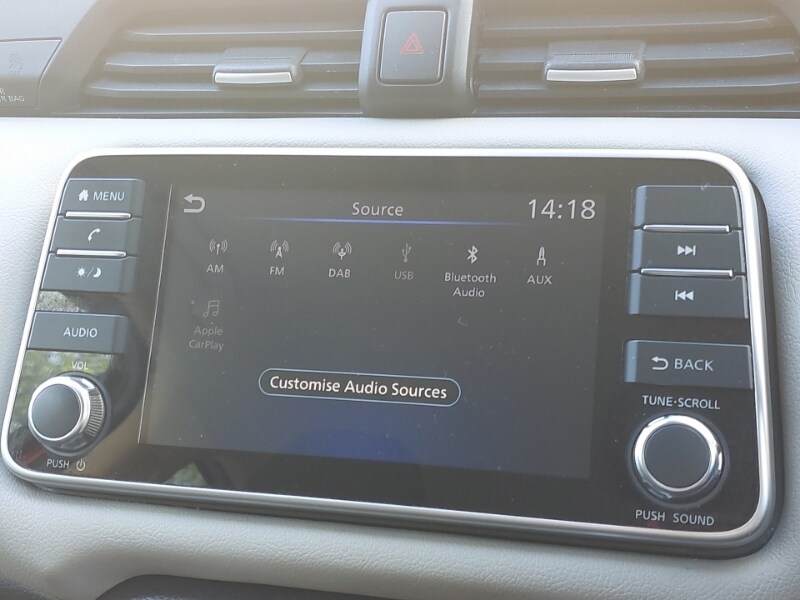 R BAG
MENU
Source
14:18
AM
FM
DAB
USB
Bluetooth
Audio
AUX
Apple
CarPlay
Customise Audio Sources
AUDIO
VOL
PUSH
BACK
TUNE·SCROLL
PUSH SOUND